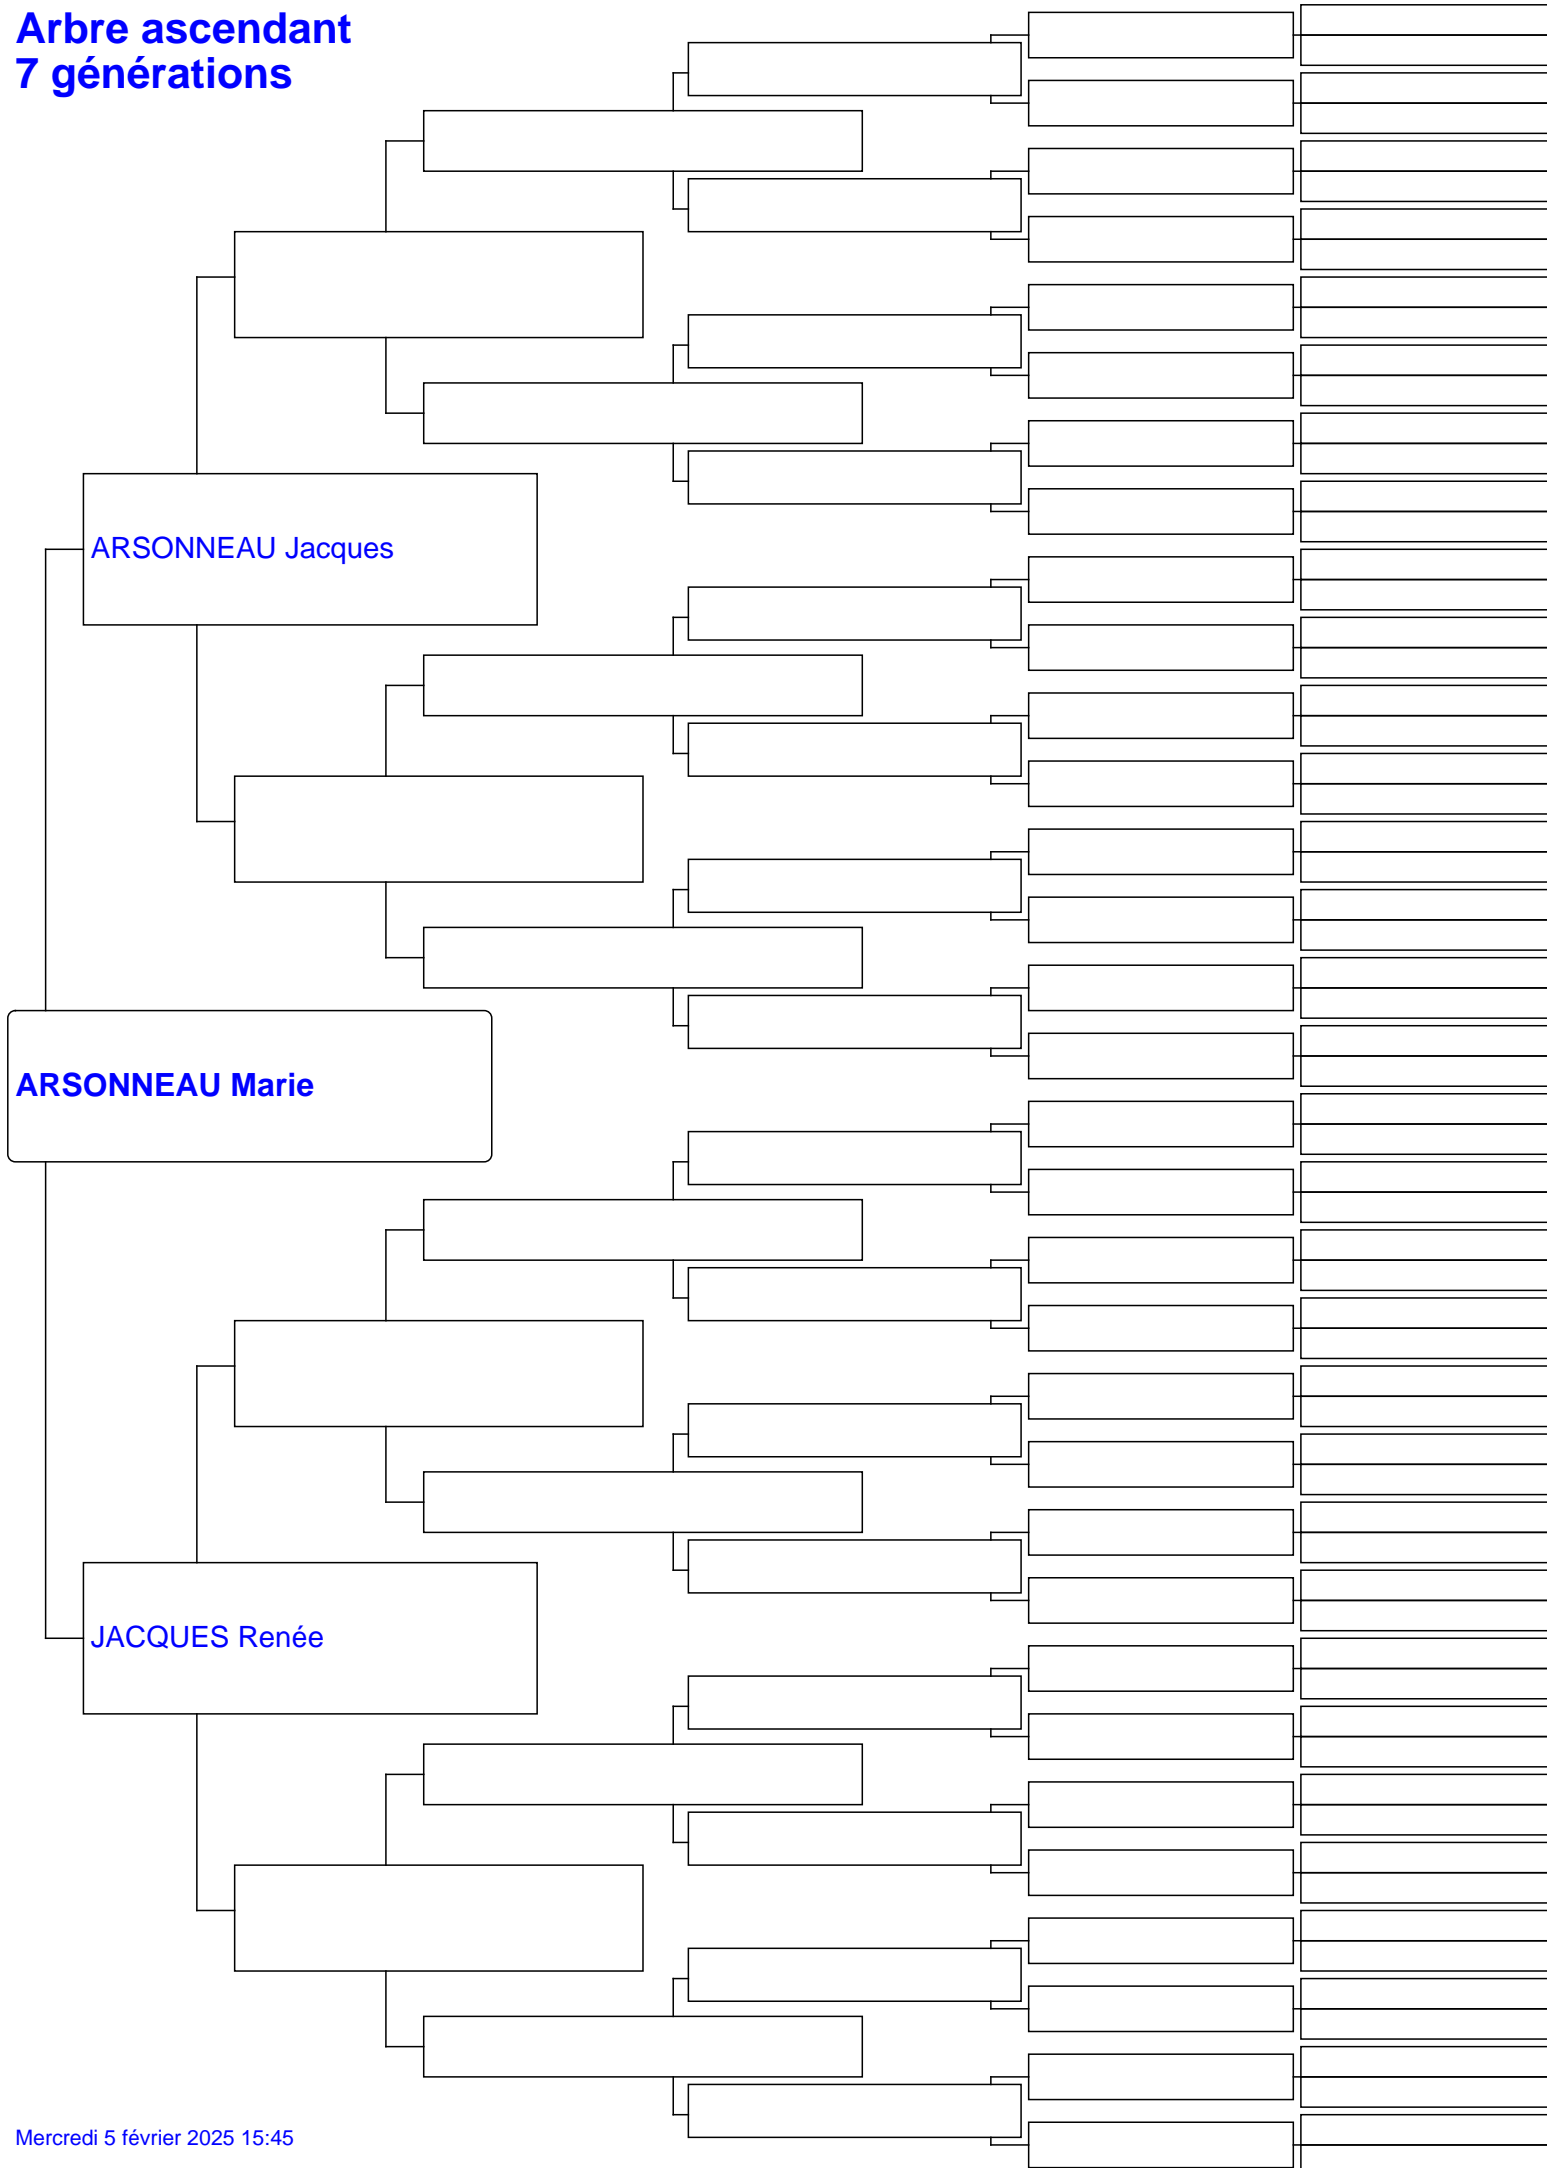 Arbre ascendant
7 générations
ARSONNEAU Jacques
ARSONNEAU Marie
JACQUES Renée
Mercredi 5 février 2025 15:45